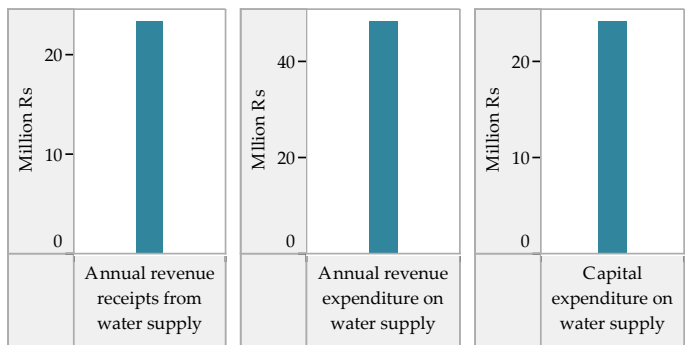 Million Rs
20
10
0
Annual revenue
receipts from
water supply
Mllion Rs
40
20
0
Annual revenue
expenditure on
water supply
Million Rs
20
10
0
Capital
expenditure on
water supply